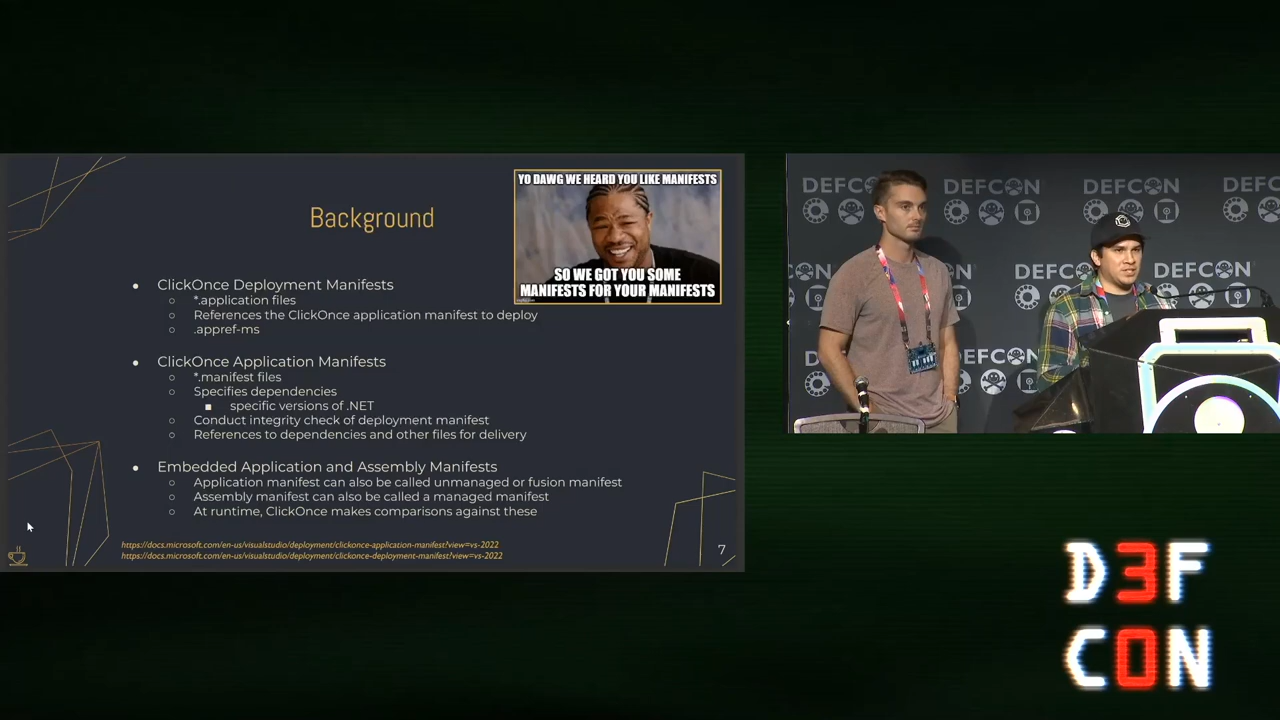 Background
YO DAWG WE HEARD YOU LIKE MANIFESTS
SO WE GOT YOU SOME
MANIFESTS FOR YOUR MANIFESTS
● ClickOnce Deployment Manifests
○ *.application files
○ References the ClickOnce application manifest to deploy
○ .appref-ms
● ClickOnce Application Manifests
○ *.manifest files
○ Specifies dependencies
■ specific versions of .NET
○ Conduct integrity check of deployment manifest
○ References to dependencies and other files for delivery
● Embedded Application and Assembly Manifests
○ Application manifest can also be called unmanaged or fusion manifest
○ Assembly manifest can also be called a managed manifest
○ At runtime, ClickOnce makes comparisons against these
https://docs.microsoft.com/en-us/visualstudio/deployment/clickonce-application-manifest?view=vs-2022
https://docs.microsoft.com/en-us/visualstudio/deployment/clickonce-deployment-manifest?view=vs-2022
7
DEFCON DEFCON DEFCON DEFC
DEFCON DEFCON
DEFCON
D3F
C0N